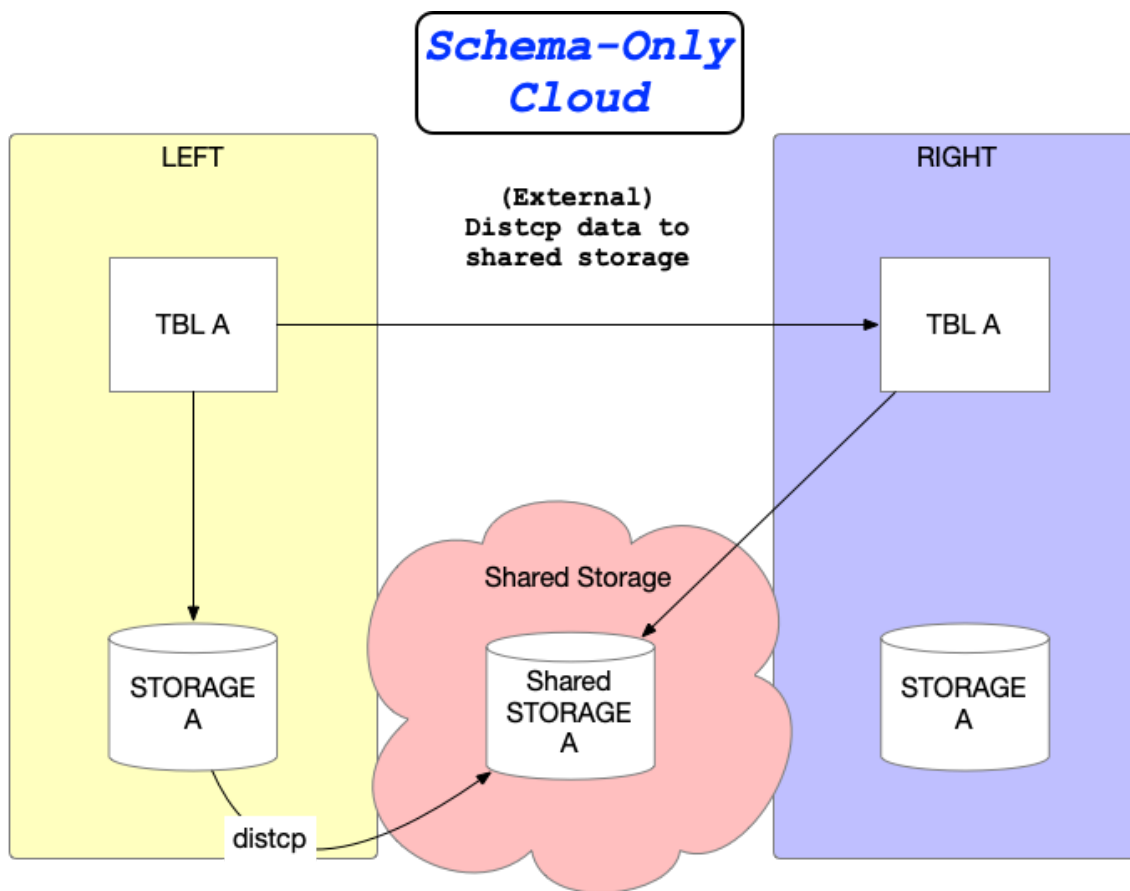 Schema-Only
Cloud
LEFT
RIGHT
(External)
Distcp data to
shared storage
TBL A
TBL A
Shared Storage
STORAGE
A
Shared
STORAGE
A
STORAGE
A
distcp